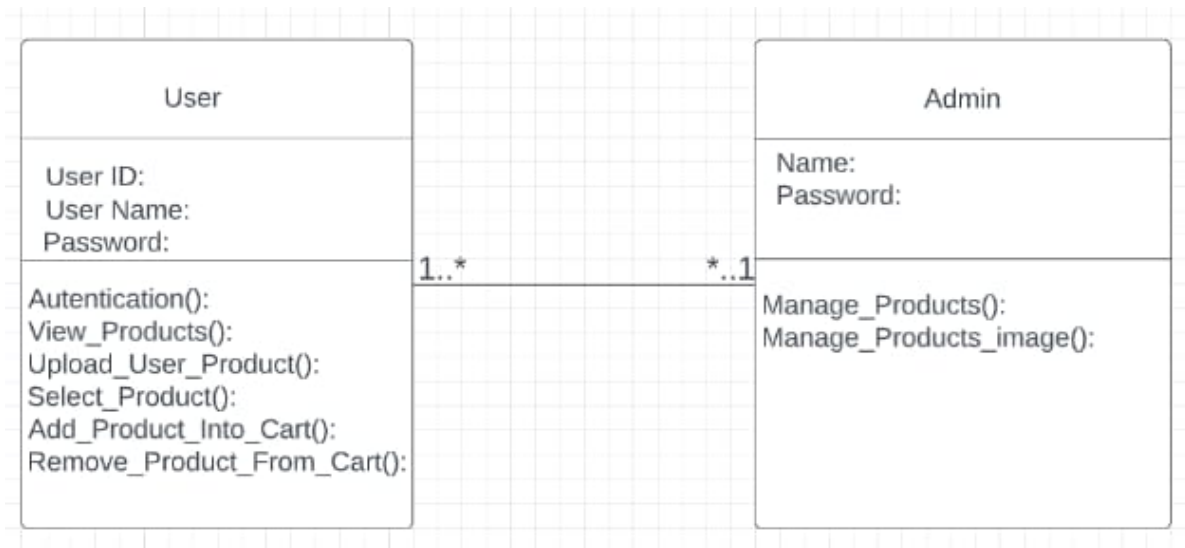 User
User ID:
User Name:
Password:
Autentication():
View_Products():
Upload_User_Product():
Select_Product():
Add_Product_Into_Cart():
Remove_Product_From_Cart():
1..*
*..1
Admin
Name:
Password:
Manage_Products():
Manage_Products_image():